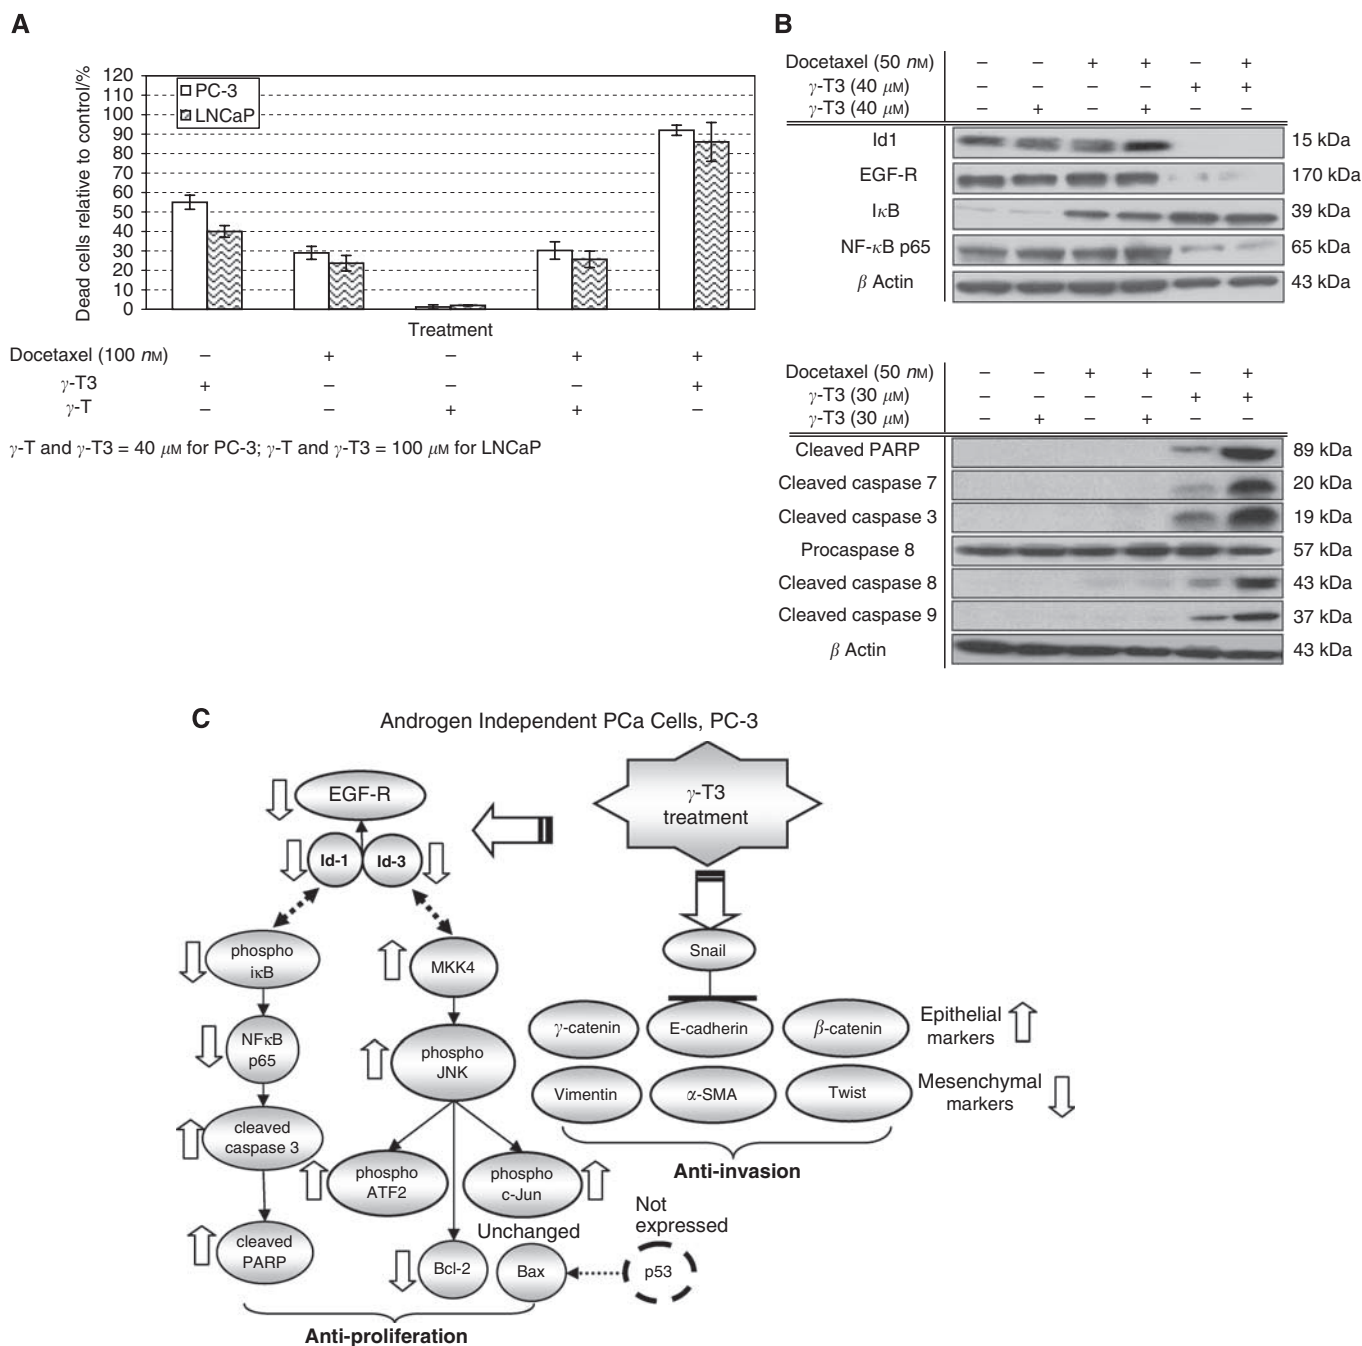 A
Dead cells relative to control/%
120
110
100
90
80
70
60
50
40
30
20
10
0
PC-3
LNCaP
Treatment
Docetaxel (100 nM) – + – + +
γ-T3 + – – – +
γ-T – – + + –
γ-T and γ-T3 = 40 μM for PC-3; γ-T and γ-T3 = 100 μM for LNCaP
B
Docetaxel (50 nM) – – + + – +
γ-T3 (40 μM) – – – – + +
γ-T3 (40 μM) – + – + – –
Id1 15 kDa
EGF-R 170 kDa
IκB 39 kDa
NF-κB p65 65 kDa
β Actin 43 kDa
Docetaxel (50 nM) – – + + – +
γ-T3 (30 μM) – – – – + +
γ-T3 (30 μM) – + – + – –
Cleaved PARP 89 kDa
Cleaved caspase 7 20 kDa
Cleaved caspase 3 19 kDa
Procaspase 8 57 kDa
Cleaved caspase 8 43 kDa
Cleaved caspase 9 37 kDa
β Actin 43 kDa
C
Androgen Independent PCa Cells, PC-3
γ-T3
treatment
EGF-R
Id-1 Id-3
phospho
iκB
MKK4
Snail
NFκB
p65
phospho
JNK
γ-catenin E-cadherin β-catenin
Epithelial
markers
Vimentin α-SMA Twist
Mesenchymal
markers
Anti-invasion
cleaved
caspase 3
phospho
ATF2
phospho
c-Jun
cleaved
PARP
Unchanged
Not
expressed
Bcl-2 Bax p53
Anti-proliferation